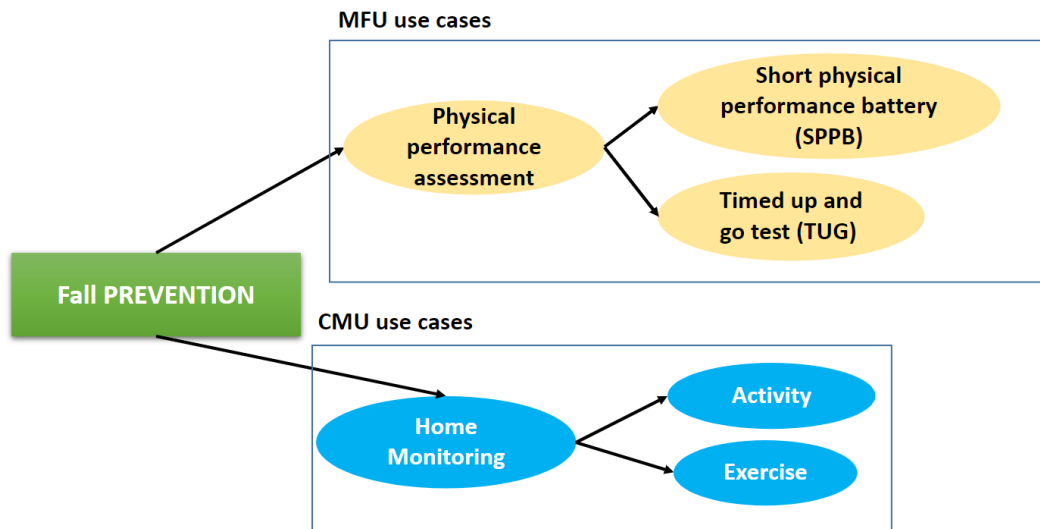 MFU use cases
Physical
performance
assessment
Short physical
performance battery
(SPPB)
Timed up and
go test (TUG)
Fall PREVENTION
CMU use cases
Home
Monitoring
Activity
Exercise